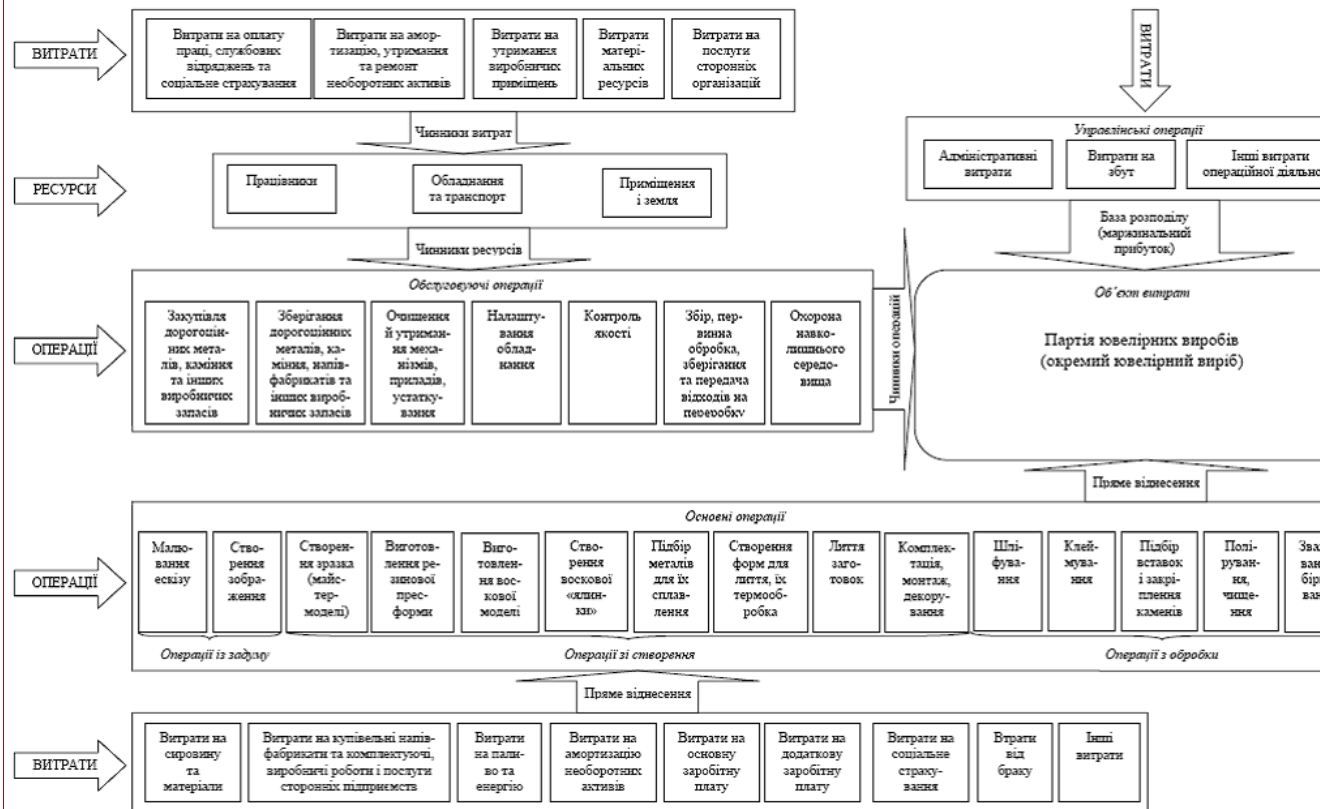 ВИТРАТИ
Витрати на оплату
праці, службових
відряджень та
соціальне страхування
Витрати на амор-
тизацію, утримання
та ремонт
необоротних активів
Витрати на
утримання
виробничих
приміщень
Витрати
матері-
альних
ресурсів
Витрати на
послуги
сторонніх
організацій
ВИТРАТИ
Чинники витрат
Управлінські операції
Адміністративні
витрати
Витрати на
збут
Інші витрати
операційної діяльно
РЕСУРСИ
Працівники
Обладнання
та транспорт
Приміщення
і земля
База розподілу
(маржинальний
прибуток)
Чинники ресурсів
ОПЕРАЦІЇ
Обслуговуючі операції
Закупівля
дорогоцін-
них мета-
лів, каміння
та інших
виробничих
запасів
Зберігання
дорогоцінних
металів, ка-
міння, напів-
фабрикатів та
інших вироб-
ничих запасів
Очищення
й утриман-
ня меха-
нізмів,
приладів,
устатку-
вання
Налашту-
вання
облад-
нання
Контроль
якості
Збір, пер-
винна
обробка,
зберігання
та передача
відходів на
переробку
Охорона
навко-
лишнього
середо-
вища
Чинники операцій
Об’єкт витрат
Партія ювелірних виробів
(окремий ювелірний виріб)
Пряме віднесення
ОПЕРАЦІЇ
Основні операції
Малю-
вання
ескізу
Ство-
рення
зобра-
ження
Створен-
ня зразка
(майс-
тер-
моделі)
Виготов-
лення ре-
зинової
прес-
форми
Виго-
товлен-
ня вос-
кової
моделі
Ство-
рення
воскової
«ялин-
ки»
Підбір
металів
для їх
сплав-
лення
Створення
форм для
лиття, їх
термооб-
робка
Лиття
заго-
товок
Комплек-
тація,
монтаж,
декору-
вання
Шлі-
фування
Клей-
мування
Підбір
вставок
і закрі-
плення
каменів
Полі-
руван-
ня,
чище-
ння
Зва
ван
бір
ван
Операції із задуму
Операції зі створення
Операції з обробки
Пряме віднесення
ВИТРАТИ
Витрати на
сировину
та
матеріали
Витрати на купівельні напів-
фабрикати та комплектуючі,
виробничі роботи і послуги
сторонніх підприємств
Витрати
на пали-
во та
енергію
Витрати на
амортизацію
необоротних
активів
Витрати на
основну
заробітну
плату
Витрати на
додаткову
заробітну
плату
Витрати на
соціальне
страху-
вання
Втрати
від
браку
Інші
витрати